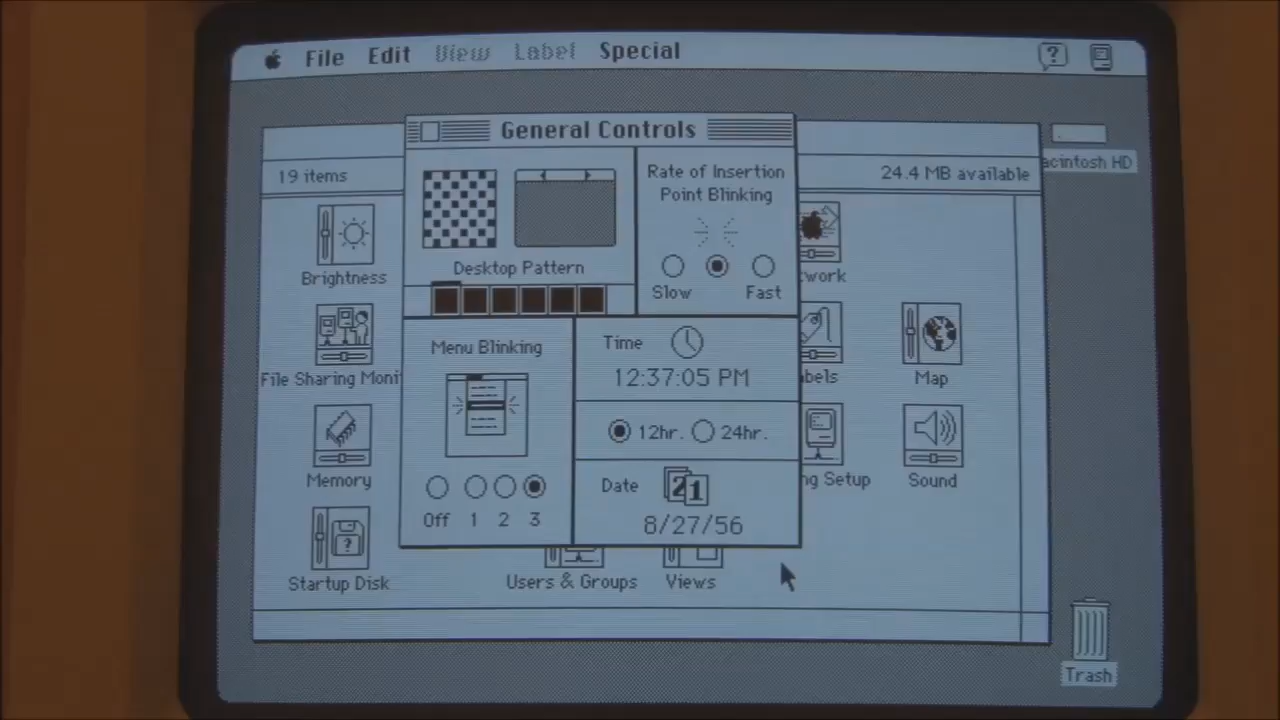 File Edit View Label Special
General Controls
19 items
24.4 MB available
acintosh HD
Rate of Insertion
Point Blinking
Desktop Pattern
Slow Fast
Brightness
twork
Menu Blinking
Time
12:37:05 PM
File Sharing Moni
abels
Map
12hr. 24hr.
Memory
ng Setup
Sound
Date
21
Off 1 2 3
8/27/56
Startup Disk
Users & Groups
Views
Trash